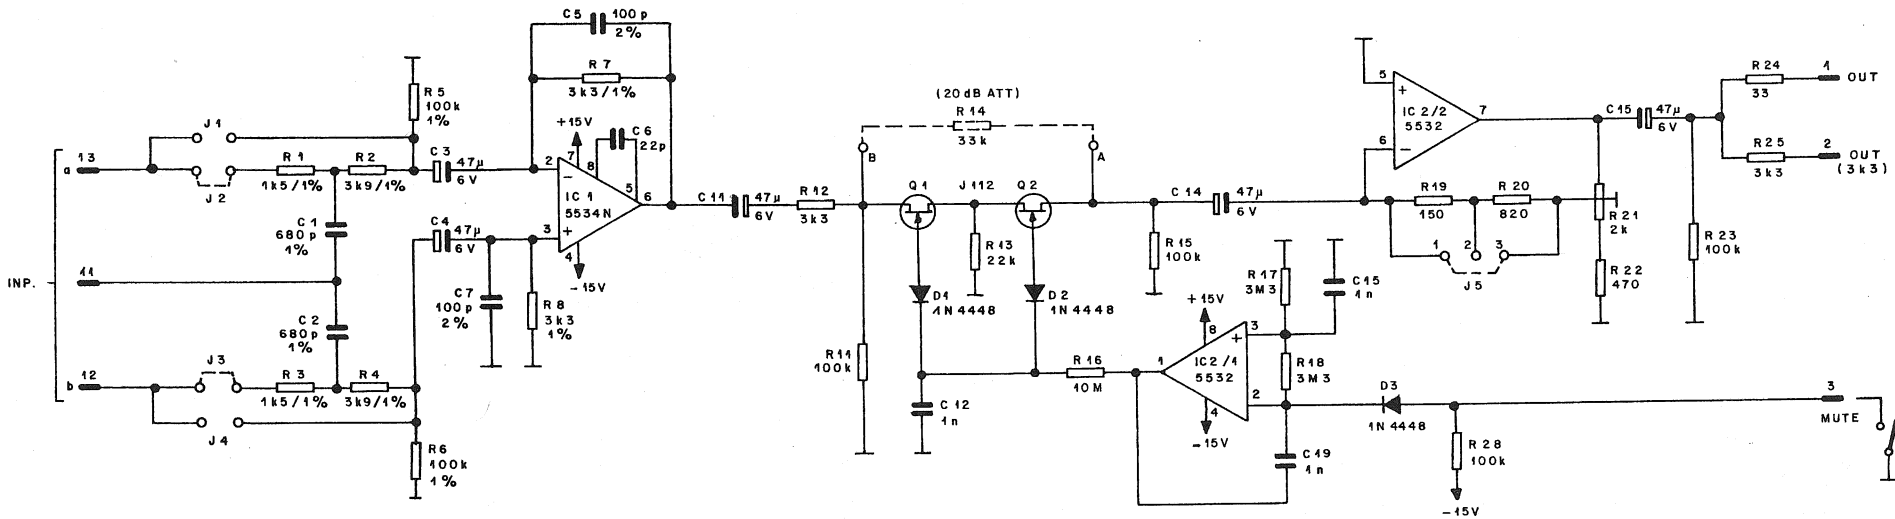 C5
100p
2%
R7
3k3/1%
R5
100k
1%
J1
+15V
7
8
C6
22p
(20dB ATT)
R14
33k
B
A
5
+
IC2/2
5532
7
6
−
C15
47µ
6V
R24
33
1
OUT
R25
3k3
2
OUT
(3k3)
INP.
a
13
J2
R1
1k5/1%
R2
3k9/1%
C3
47µ
6V
2
−
IC1
5534N
5
6
3
+
4
−15V
C1
680p
1%
C4
47µ
6V
C11
47µ
6V
R12
3k3
Q1
J112
Q2
C14
47µ
6V
R19
150
R20
820
R21
2k
1
2
3
J5
R22
470
R23
100k
11
C7
100p
2%
R8
3k3
1%
R13
22k
R15
100k
D1
1N4448
D2
1N4448
R17
3M3
C15
1n
+15V
8
3
+
C2
680p
1%
b
12
J3
R3
1k5/1%
R4
3k9/1%
R11
100k
R16
10M
1
IC2/1
5532
R18
3M3
2
−
4
−15V
C12
1n
D3
1N4448
3
MUTE
J4
R6
100k
1%
C19
1n
R28
100k
−15V